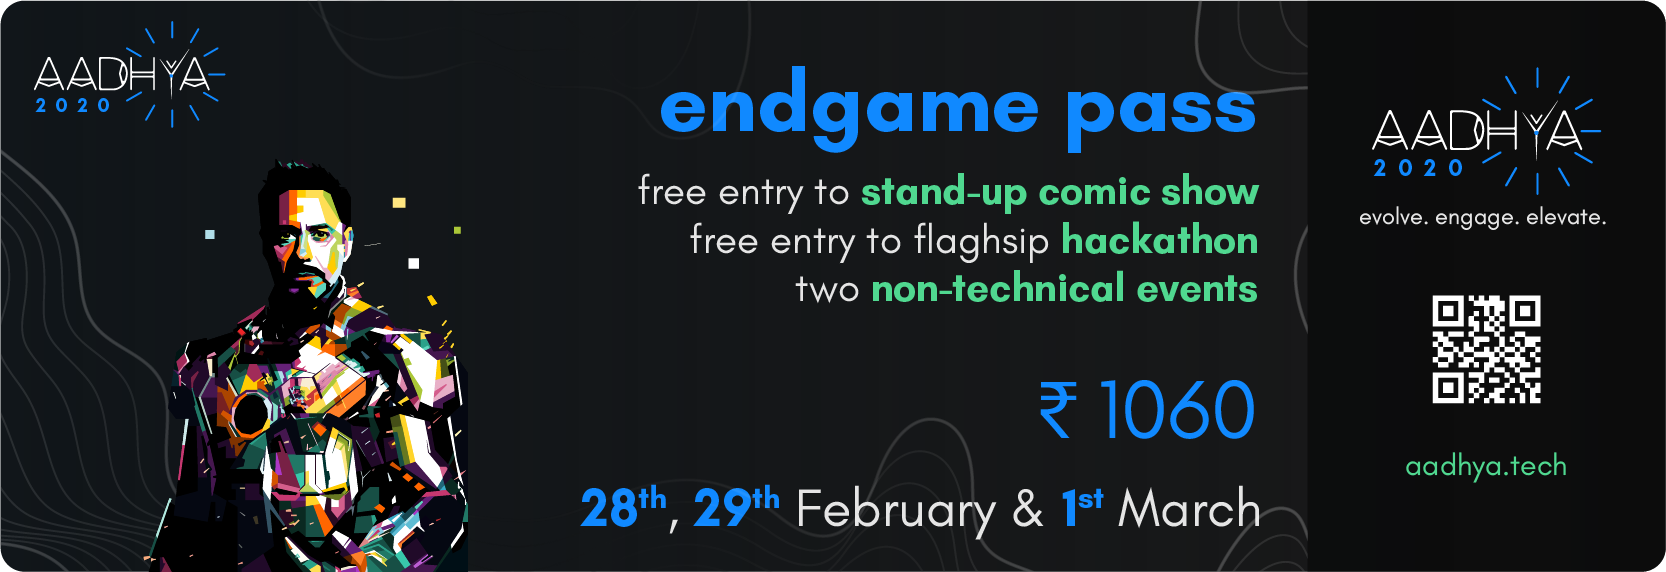 AADHYA
2020
endgame pass
free entry to stand-up comic show
free entry to flaghsip hackathon
two non-technical events
₹ 1060
28th, 29th February & 1st March
AADHYA
2020
evolve. engage. elevate.
aadhya.tech